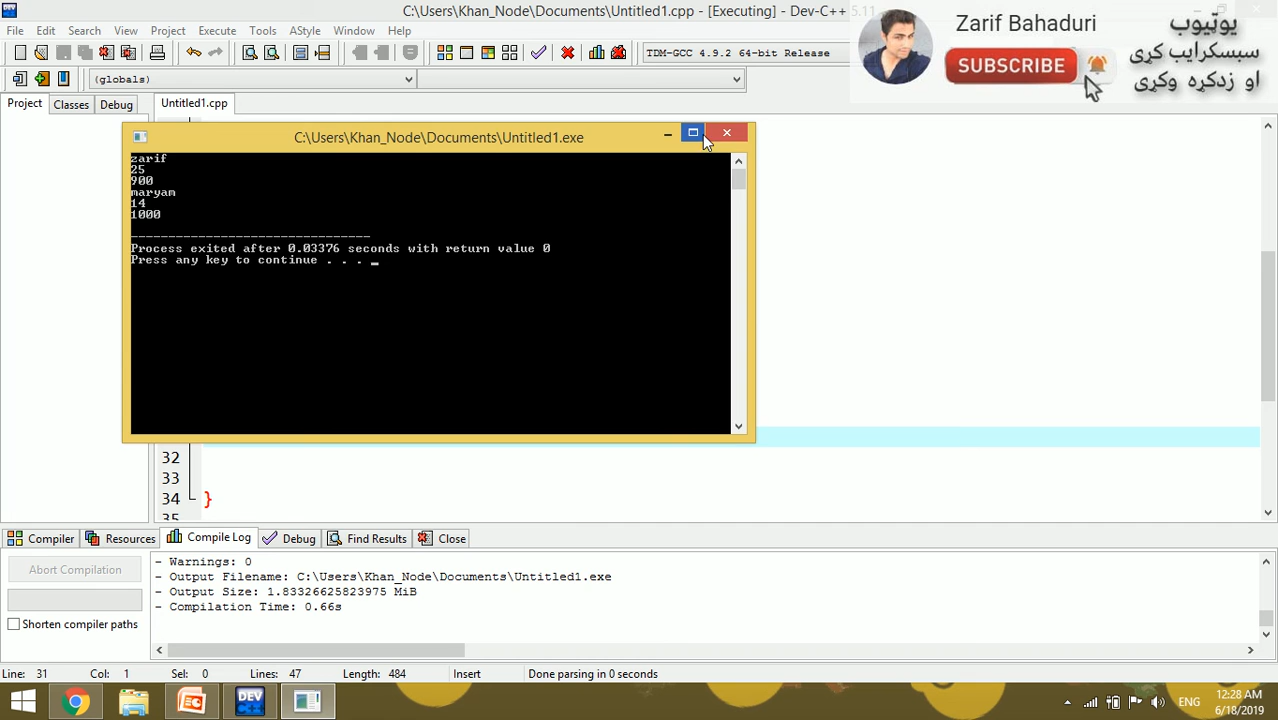 C:\Users\Khan_Node\Documents\Untitled1.cpp - [Executing] - Dev-C++ 5.11
File Edit Search View Project Execute Tools AStyle Window Help
TDM-GCC 4.9.2 64-bit Release
(globals)
Project Classes Debug
Untitled1.cpp
Zarif Bahaduri
SUBSCRIBE
یوټیوب
سبسکرایب کړی
او زدکړه وکړی
C:\Users\Khan_Node\Documents\Untitled1.exe
zarif
25
900
maryam
14
1000
--------------------------------
Process exited after 0.03376 seconds with return value 0
Press any key to continue . . . _
32
33
34 }
35
Compiler Resources Compile Log Debug Find Results Close
Abort Compilation
Shorten compiler paths
- Warnings: 0
- Output Filename: C:\Users\Khan_Node\Documents\Untitled1.exe
- Output Size: 1.83326625823975 MiB
- Compilation Time: 0.66s
Line: 31 Col: 1 Sel: 0 Lines: 47 Length: 484 Insert Done parsing in 0 seconds
DEV C++
ENG
12:28 AM
6/18/2019